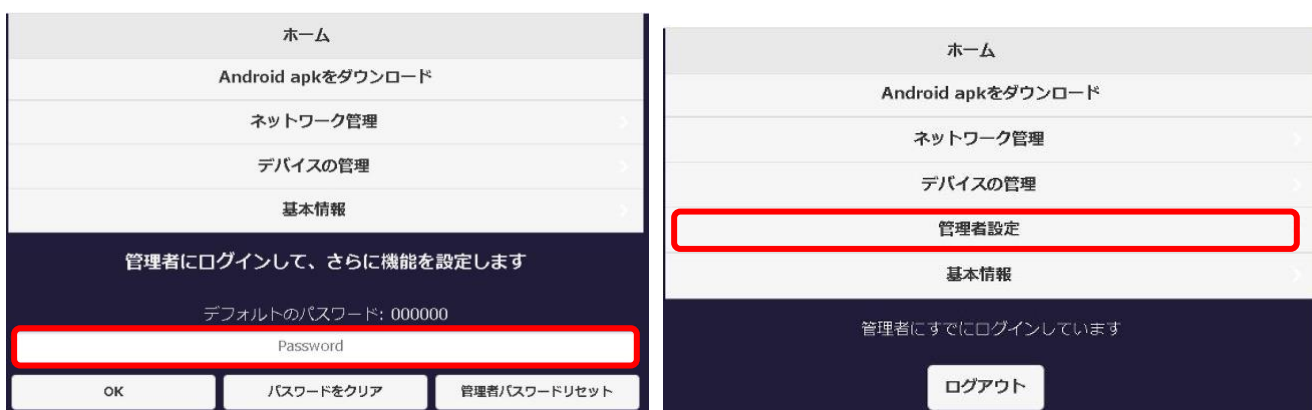 ホーム
Android apkをダウンロード
ネットワーク管理
デバイスの管理
基本情報
管理者にログインして、さらに機能を設定します
デフォルトのパスワード: 000000
Password
OK
パスワードをクリア
管理者パスワードリセット
ホーム
Android apkをダウンロード
ネットワーク管理
デバイスの管理
管理者設定
基本情報
管理者にすでにログインしています
ログアウト